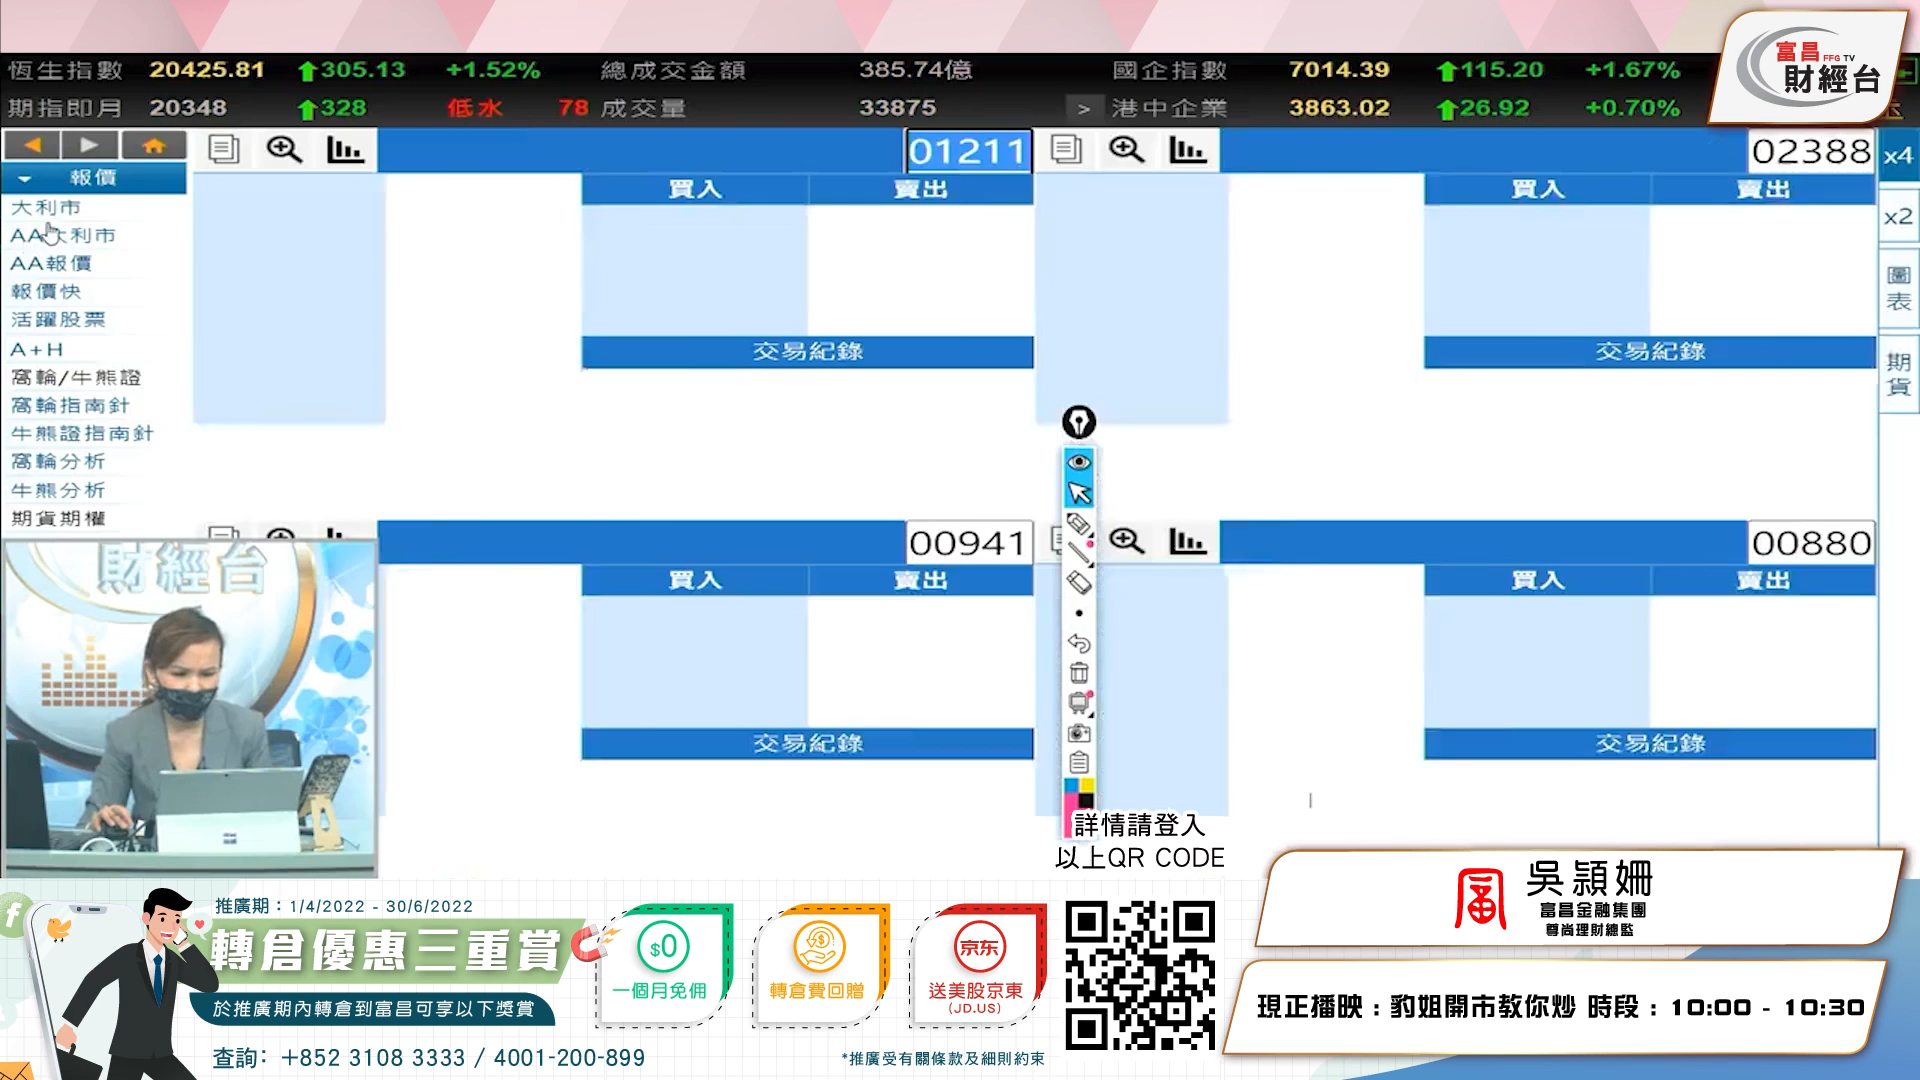 恆生指數 20425.81 305.13 +1.52% 總成交金額 385.74億 國企指數 7014.39 115.20 +1.67%
期指即月 20348 328 低水 78 成交量 33875 > 港中企業 3863.02 26.92 +0.70%
富昌 FFG TV
財經台
01211
02388
x4
x2
圖表
期貨
報價
大利市
AA大利市
AA報價
報價快
活躍股票
A+H
窩輪/牛熊證
窩輪指南針
牛熊證指南針
窩輪分析
牛熊分析
期貨期權
買入 賣出
交易紀錄
買入 賣出
交易紀錄
00941
00880
買入 賣出
交易紀錄
買入 賣出
交易紀錄
財經台
詳情請登入
以上QR CODE
推廣期：1/4/2022 - 30/6/2022
轉倉優惠三重賞
於推廣期內轉倉到富昌可享以下獎賞
查詢： +852 3108 3333 / 4001-200-899
$0
一個月免佣
轉倉費回贈
京东
送美股京東
(JD.US)
*推廣受有關條款及細則約束
吳穎姍
富昌金融集團
尊尚理財總監
現正播映：豹姐開市教你炒 時段：10:00 - 10:30